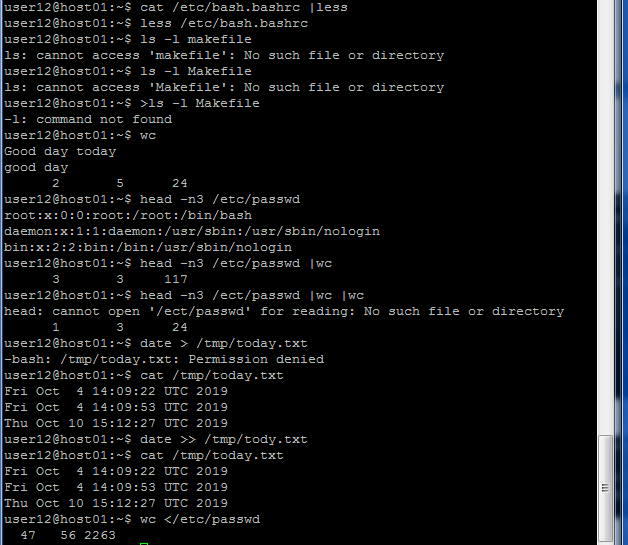 user12@host01:~$ cat /etc/bash.bashrc |less
user12@host01:~$ less /etc/bash.bashrc
user12@host01:~$ ls -l makefile
ls: cannot access 'makefile': No such file or directory
user12@host01:~$ ls -l Makefile
ls: cannot access 'Makefile': No such file or directory
user12@host01:~$ >ls -l Makefile
-l: command not found
user12@host01:~$ wc
Good day today
good day
      2       5      24
user12@host01:~$ head -n3 /etc/passwd
root:x:0:0:root:/root:/bin/bash
daemon:x:1:1:daemon:/usr/sbin:/usr/sbin/nologin
bin:x:2:2:bin:/bin:/usr/sbin/nologin
user12@host01:~$ head -n3 /etc/passwd |wc
      3       3     117
user12@host01:~$ head -n3 /ect/passwd |wc |wc
head: cannot open '/ect/passwd' for reading: No such file or directory
      1       3      24
user12@host01:~$ date > /tmp/today.txt
-bash: /tmp/today.txt: Permission denied
user12@host01:~$ cat /tmp/today.txt
Fri Oct  4 14:09:22 UTC 2019
Fri Oct  4 14:09:53 UTC 2019
Thu Oct 10 15:12:27 UTC 2019
user12@host01:~$ date >> /tmp/tody.txt
user12@host01:~$ cat /tmp/today.txt
Fri Oct  4 14:09:22 UTC 2019
Fri Oct  4 14:09:53 UTC 2019
Thu Oct 10 15:12:27 UTC 2019
user12@host01:~$ wc </etc/passwd
  47   56 2263